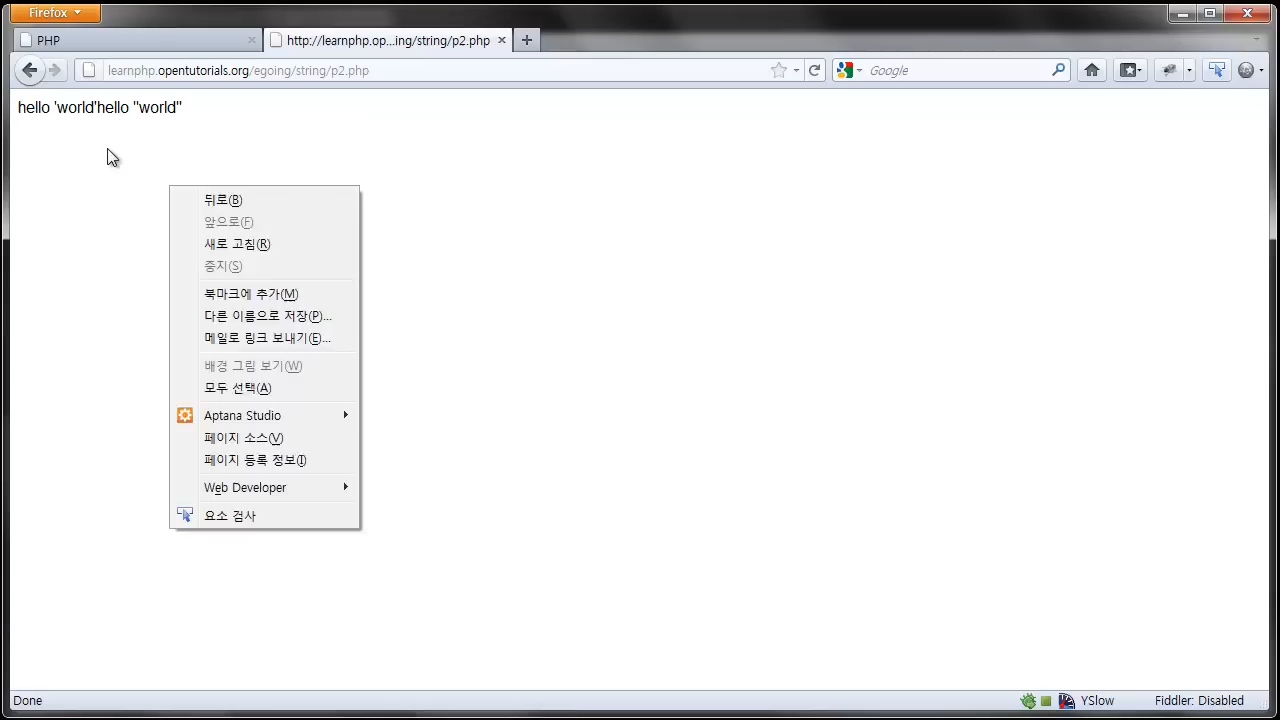 Firefox
PHP
http://learnphp.op...ing/string/p2.php
learnphp.opentutorials.org/egoing/string/p2.php
Google
hello 'world'hello "world"
뒤로(B)
앞으로(F)
새로 고침(R)
중지(S)
북마크에 추가(M)
다른 이름으로 저장(P)...
메일로 링크 보내기(E)...
배경 그림 보기(W)
모두 선택(A)
Aptana Studio
페이지 소스(V)
페이지 등록 정보(I)
Web Developer
요소 검사
Done
YSlow
Fiddler: Disabled